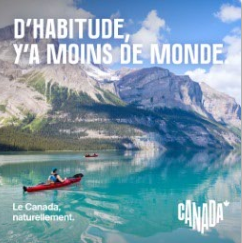 D'HABITUDE,
Y'A MOINS DE MONDE.
Le Canada,
naturellement.
CANADA